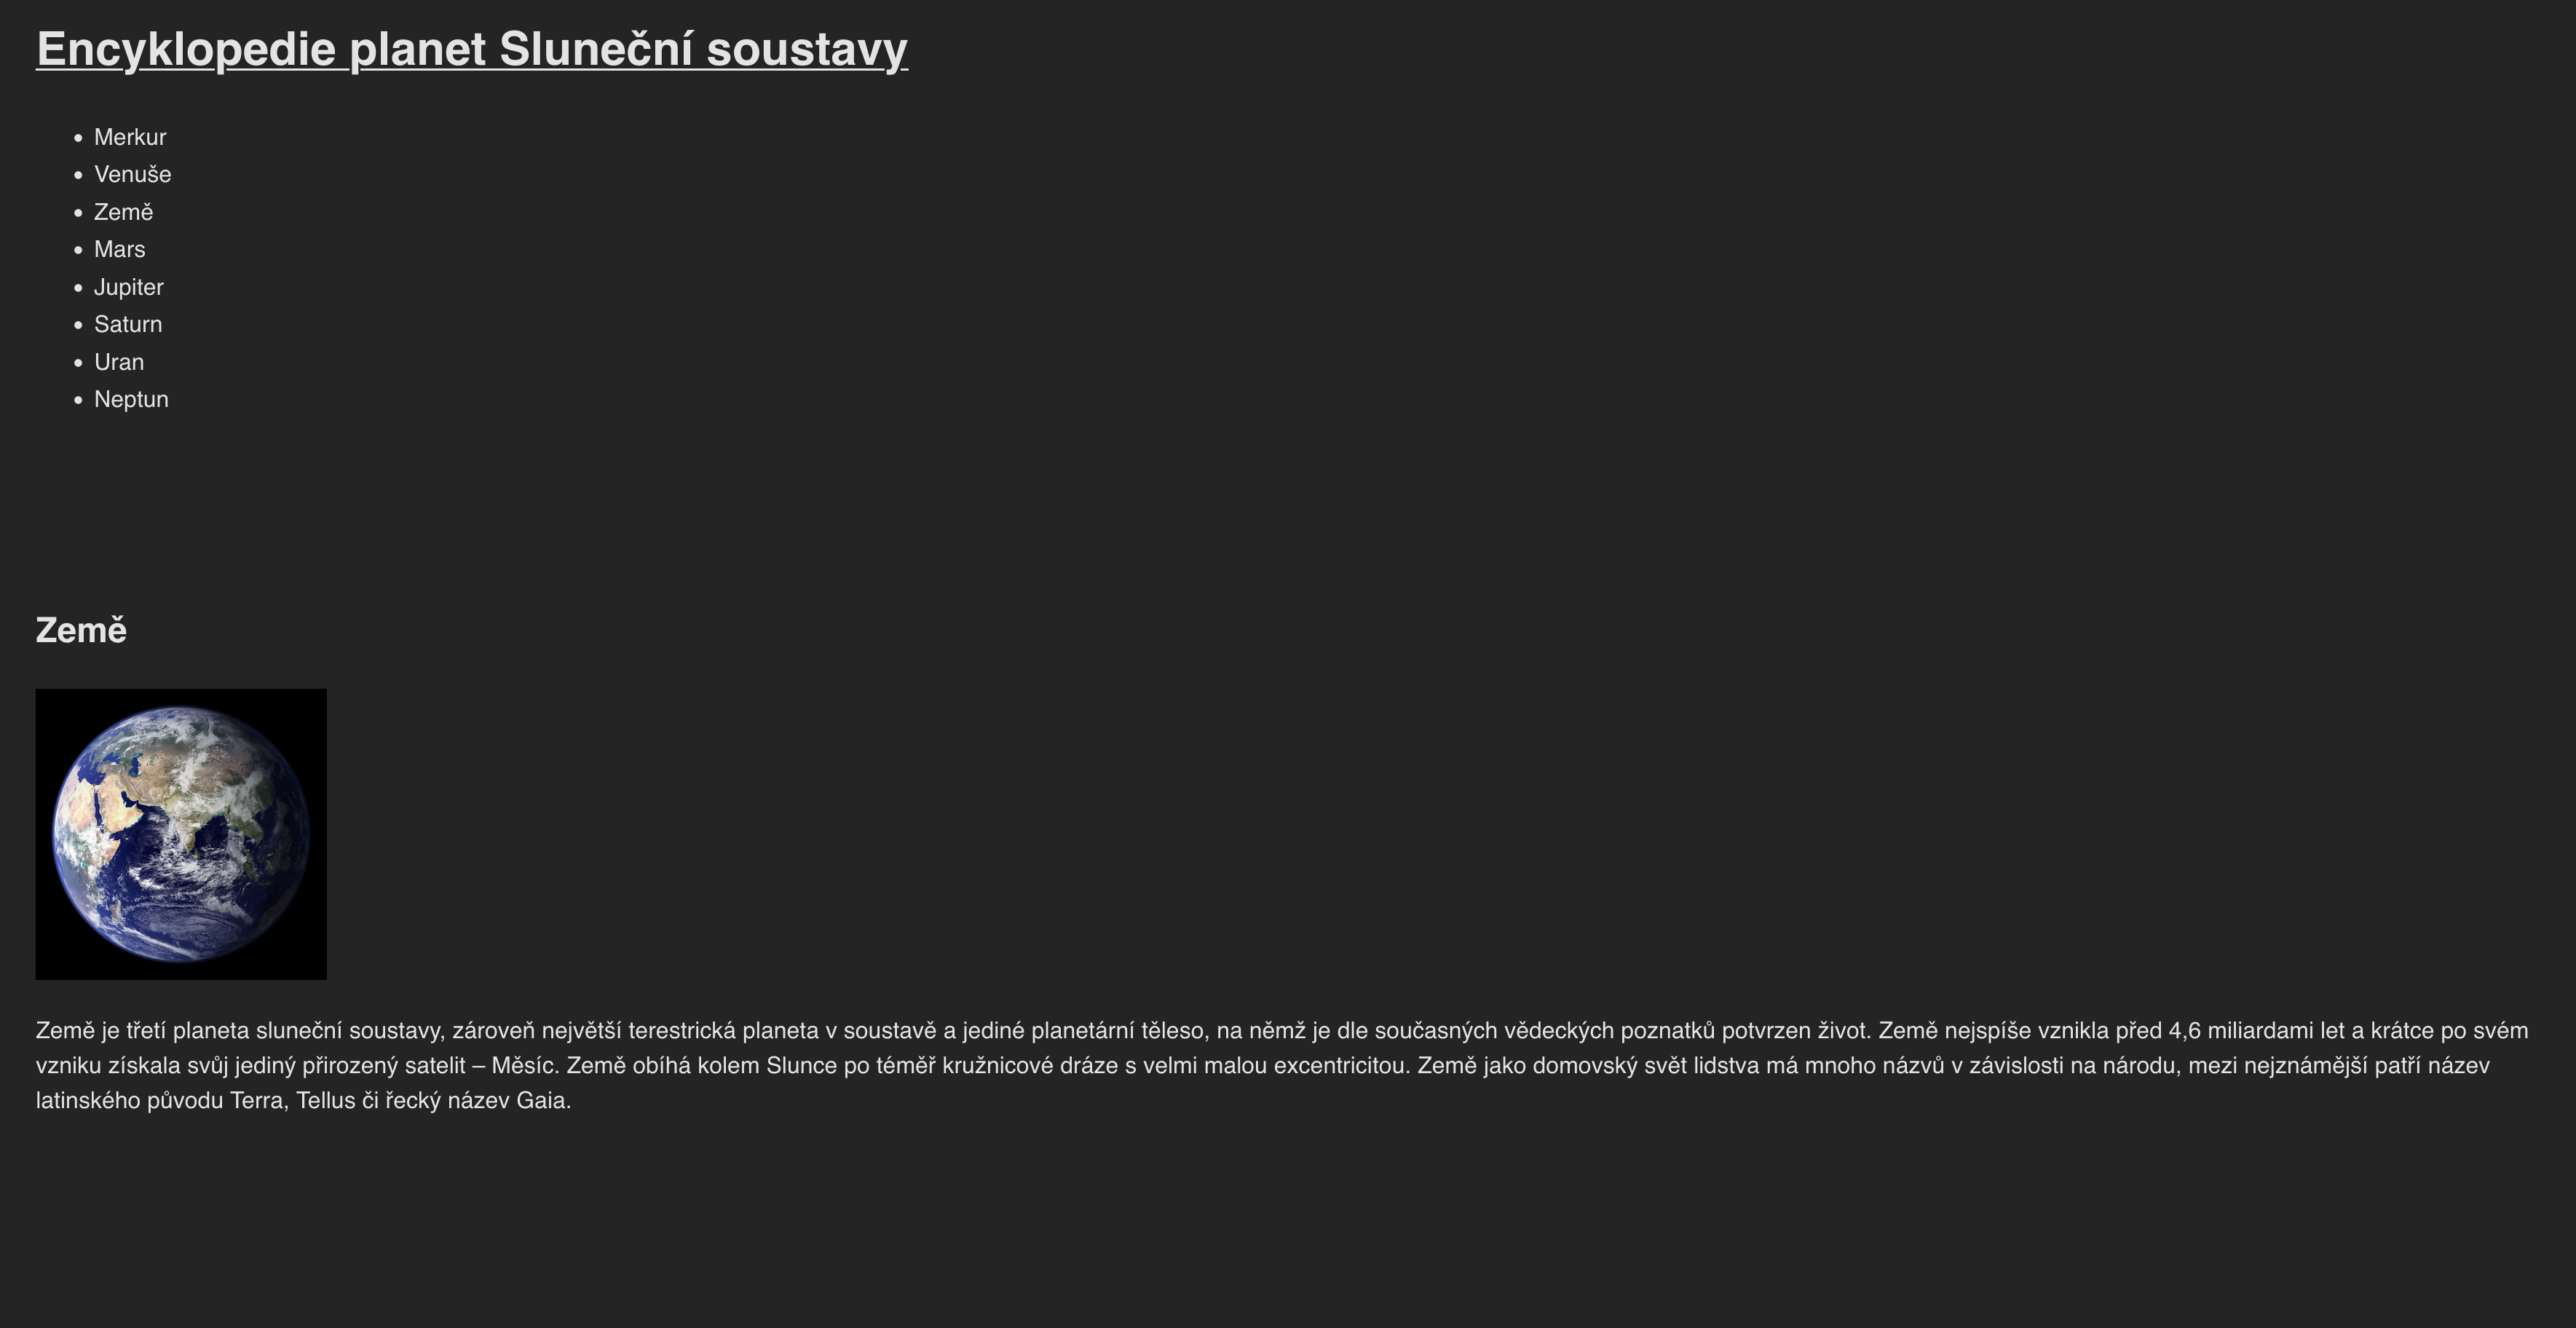 Encyklopedie planet Sluneční soustavy
Merkur
Venuše
Země
Mars
Jupiter
Saturn
Uran
Neptun
Země
Země je třetí planeta sluneční soustavy, zároveň největší terestrická planeta v soustavě a jediné planetární těleso, na němž je dle současných vědeckých poznatků potvrzen život. Země nejspíše vznikla před 4,6 miliardami let a krátce po svém
vzniku získala svůj jediný přirozený satelit – Měsíc. Země obíhá kolem Slunce po téměř kružnicové dráze s velmi malou excentricitou. Země jako domovský svět lidstva má mnoho názvů v závislosti na národu, mezi nejznámější patří název
latinského původu Terra, Tellus či řecký název Gaia.